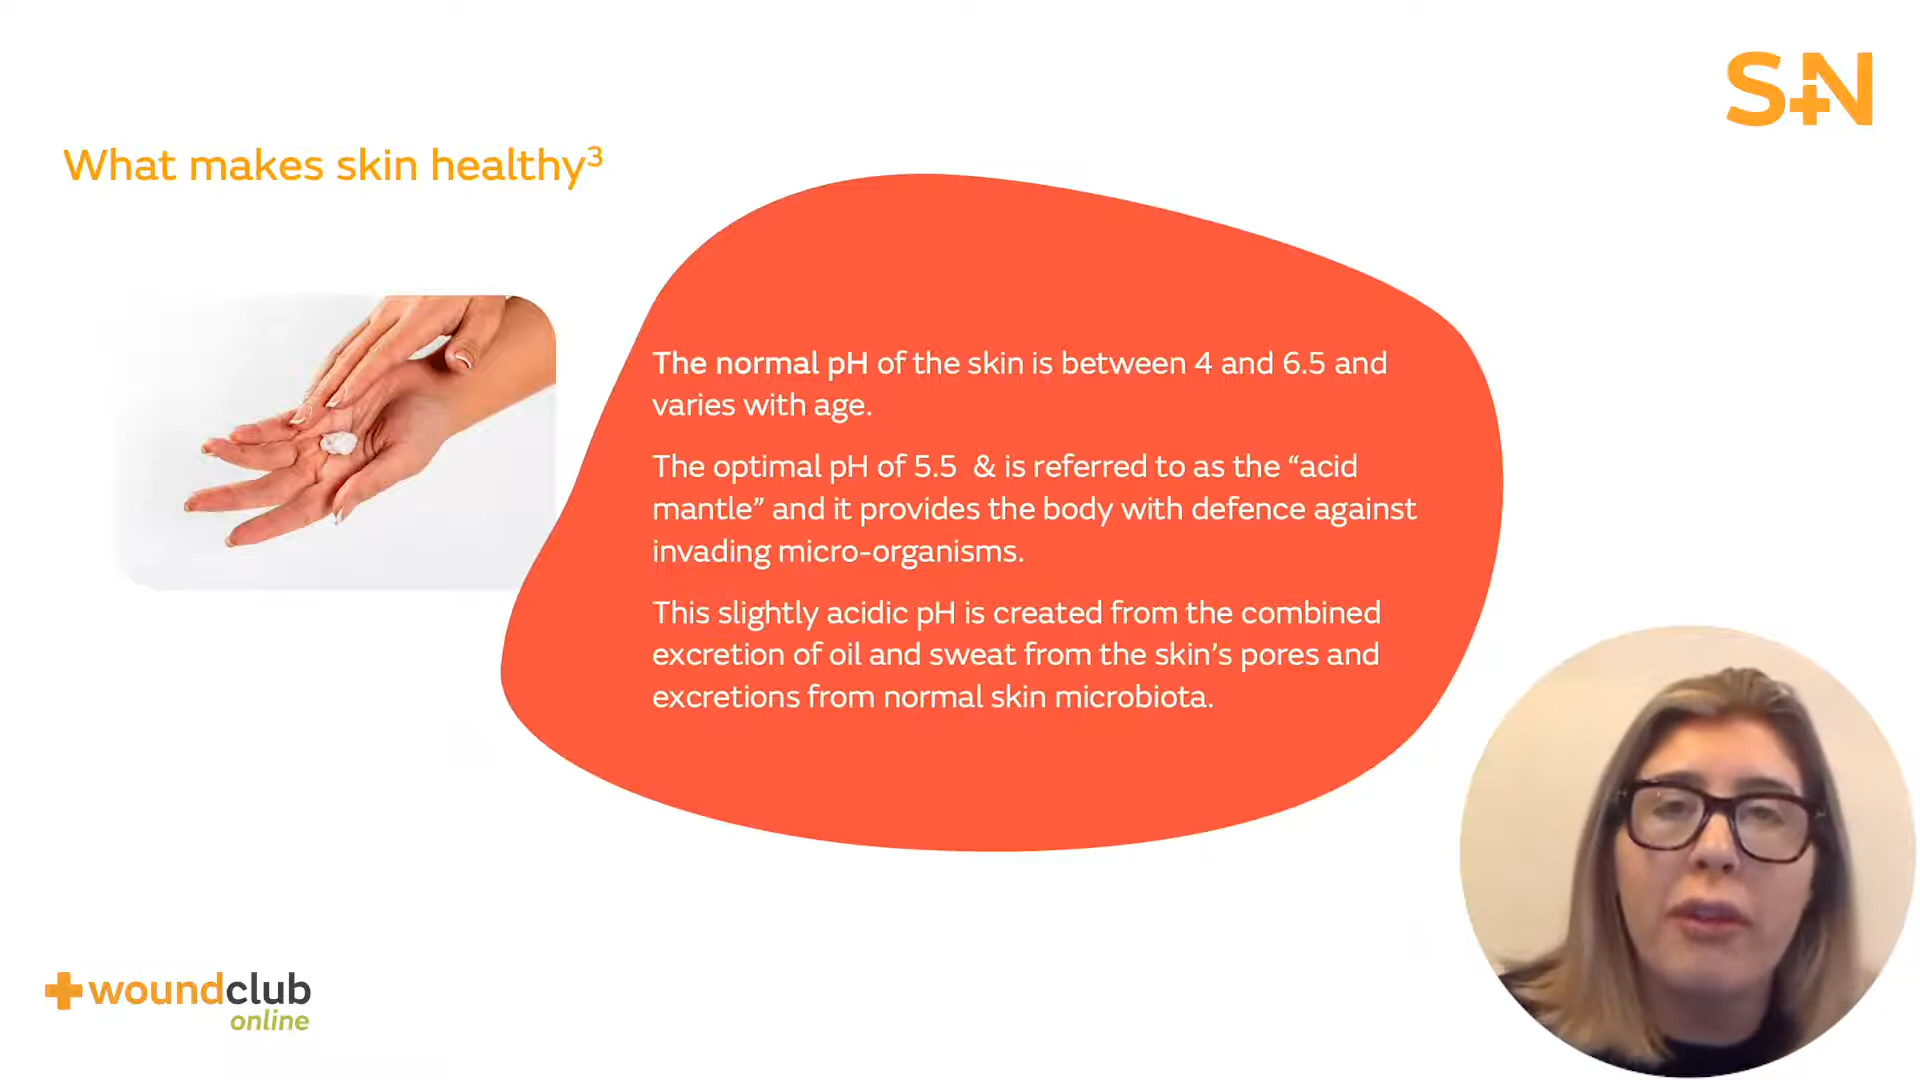 S+N
What makes skin healthy³
The normal pH of the skin is between 4 and 6.5 and
varies with age.
The optimal pH of 5.5 & is referred to as the “acid
mantle” and it provides the body with defence against
invading micro-organisms.
This slightly acidic pH is created from the combined
excretion of oil and sweat from the skin’s pores and
excretions from normal skin microbiota.
woundclub
online